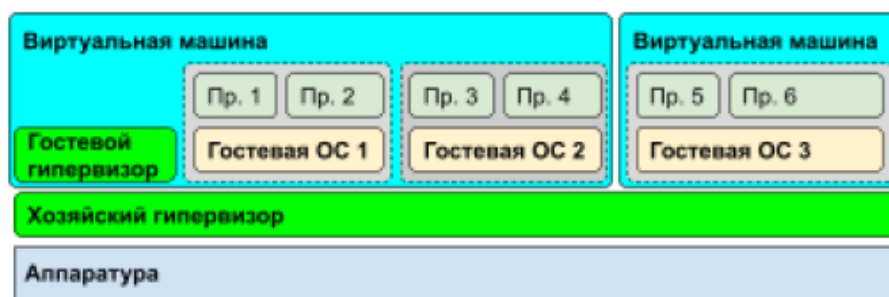 Виртуальная машина
Виртуальная машина
Пр. 1
Пр. 2
Пр. 3
Пр. 4
Пр. 5
Пр. 6
Гостевой
гипервизор
Гостевая ОС 1
Гостевая ОС 2
Гостевая ОС 3
Хозяйский гипервизор
Аппаратура